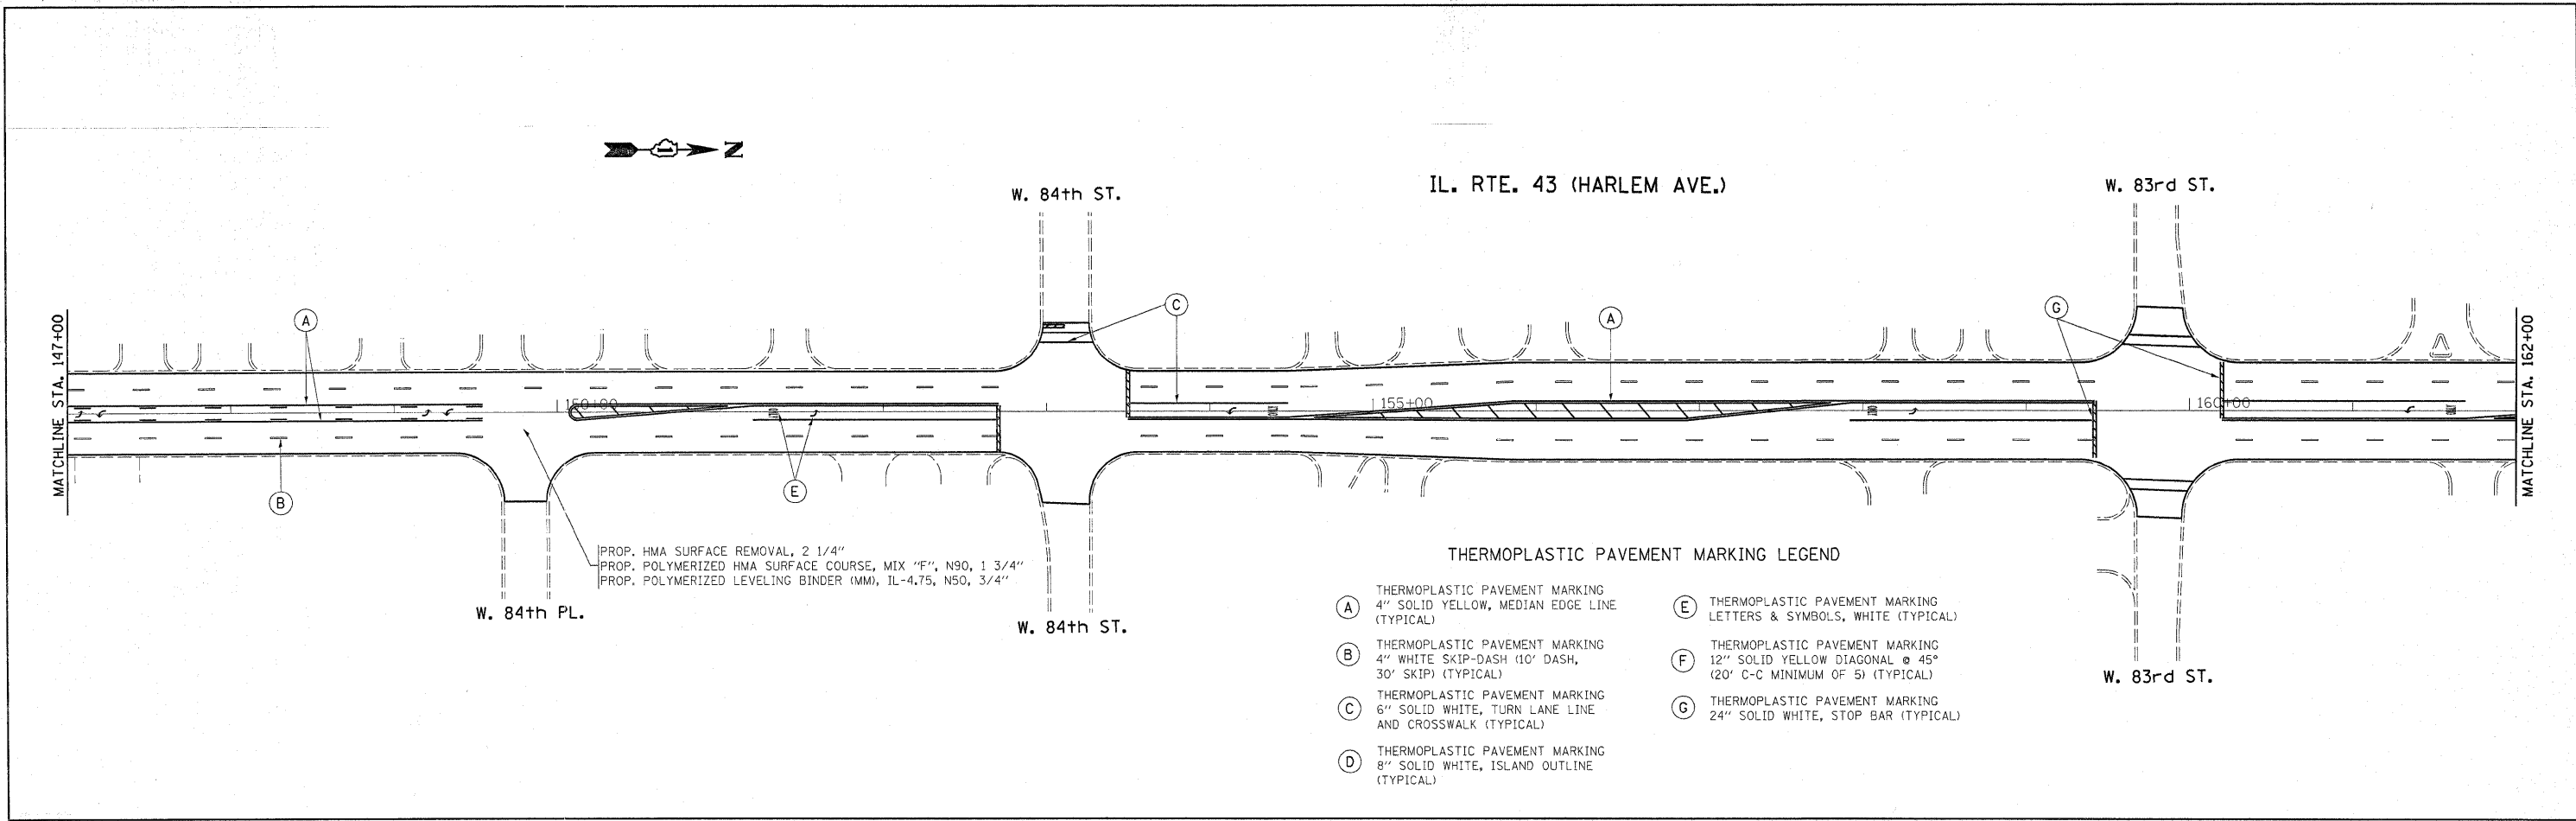 N
IL. RTE. 43 (HARLEM AVE.)
W. 84th ST.
W. 83rd ST.
MATCHLINE STA. 147+00
MATCHLINE STA. 162+00
A
C
A
G
150+00
155+00
160+00
ONLY
ONLY
ONLY
ONLY
B
E
PROP. HMA SURFACE REMOVAL, 2 1/4"
PROP. POLYMERIZED HMA SURFACE COURSE, MIX "F", N90, 1 3/4"
PROP. POLYMERIZED LEVELING BINDER (MM), IL-4.75, N50, 3/4"
W. 84th PL.
W. 84th ST.
W. 83rd ST.
THERMOPLASTIC PAVEMENT MARKING LEGEND
A
THERMOPLASTIC PAVEMENT MARKING
4" SOLID YELLOW, MEDIAN EDGE LINE
(TYPICAL)
B
THERMOPLASTIC PAVEMENT MARKING
4" WHITE SKIP-DASH (10' DASH,
30' SKIP) (TYPICAL)
C
THERMOPLASTIC PAVEMENT MARKING
6" SOLID WHITE, TURN LANE LINE
AND CROSSWALK (TYPICAL)
D
THERMOPLASTIC PAVEMENT MARKING
8" SOLID WHITE, ISLAND OUTLINE
(TYPICAL)
E
THERMOPLASTIC PAVEMENT MARKING
LETTERS & SYMBOLS, WHITE (TYPICAL)
F
THERMOPLASTIC PAVEMENT MARKING
12" SOLID YELLOW DIAGONAL @ 45°
(20' C-C MINIMUM OF 5) (TYPICAL)
G
THERMOPLASTIC PAVEMENT MARKING
24" SOLID WHITE, STOP BAR (TYPICAL)